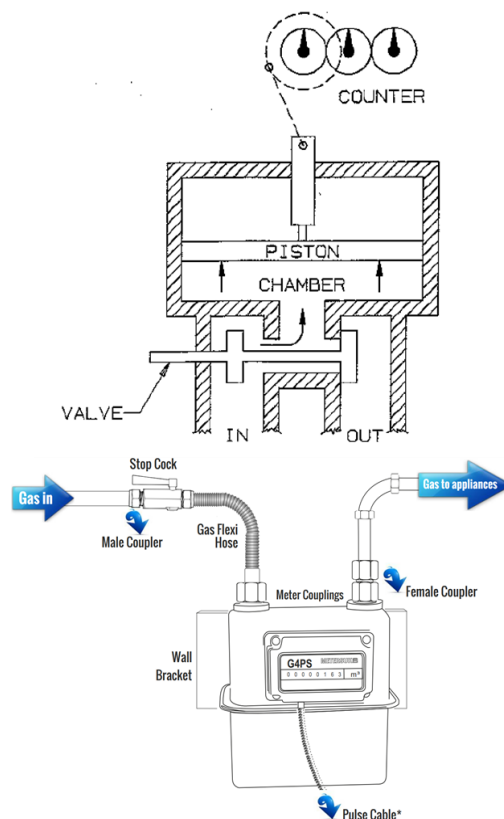 COUNTER
PISTON
CHAMBER
VALVE
IN
OUT
Stop Cock
Gas in
Gas to appliances
Male Coupler
Gas Flexi
Hose
Meter Couplings
Female Coupler
Wall
Bracket
G4PS
00000163 m³
Pulse Cable*